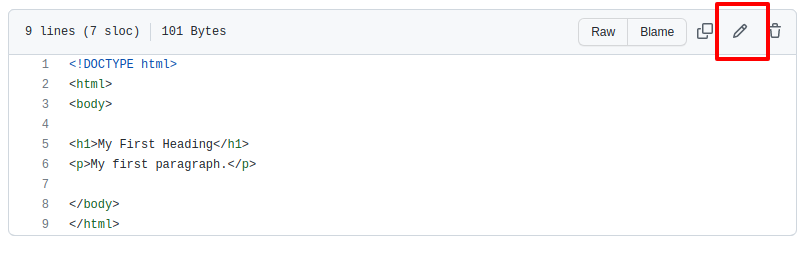 9 lines (7 sloc) 101 Bytes Raw Blame
1 <!DOCTYPE html>
2 <html>
3 <body>
4
5 <h1>My First Heading</h1>
6 <p>My first paragraph.</p>
7
8 </body>
9 </html>